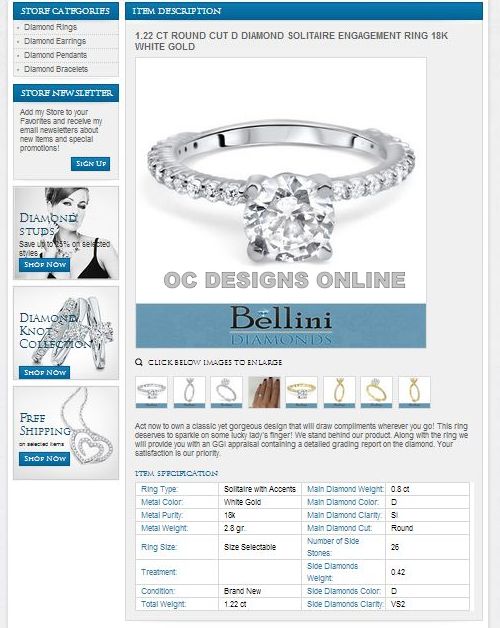 STORE CATEGORIES
Diamond Rings
Diamond Earrings
Diamond Pendants
Diamond Bracelets
STORE NEWSLETTER
Add my Store to your
Favorites and receive my
email newsletters about
new items and special
promotions!
SIGN UP
DIAMOND
STUDS
Save up to 25% on selected
styles
SHOP NOW
DIAMOND
KNOT
COLLECTION
SHOP NOW
FREE
SHIPPING
on selected items
SHOP NOW
ITEM DESCRIPTION
1.22 CT ROUND CUT D DIAMOND SOLITAIRE ENGAGEMENT RING 18K
WHITE GOLD
OC DESIGNS ONLINE
Bellini
DIAMONDS
CLICK BELOW IMAGES TO ENLARGE
Act now to own a classic yet gorgeous design that will draw compliments wherever you go! This ring
deserves to sparkle on some lucky lady's finger! We stand behind our product. Along with the ring we
will provide you with an GGI appraisal containing a detailed grading report on the diamond. Your
satisfaction is our priority.
ITEM SPECIFICATION
Ring Type: Solitaire with Accents Main Diamond Weight: 0.8 ct
Metal Color: White Gold Main Diamond Color: D
Metal Purity: 18k Main Diamond Clarity: SI
Metal Weight: 2.8 gr. Main Diamond Cut: Round
Ring Size: Size Selectable Number of Side Stones: 26
Treatment: Side Diamonds Weight: 0.42
Condition: Brand New Side Diamonds Color: D
Total Weight: 1.22 ct Side Diamonds Clarity: VS2